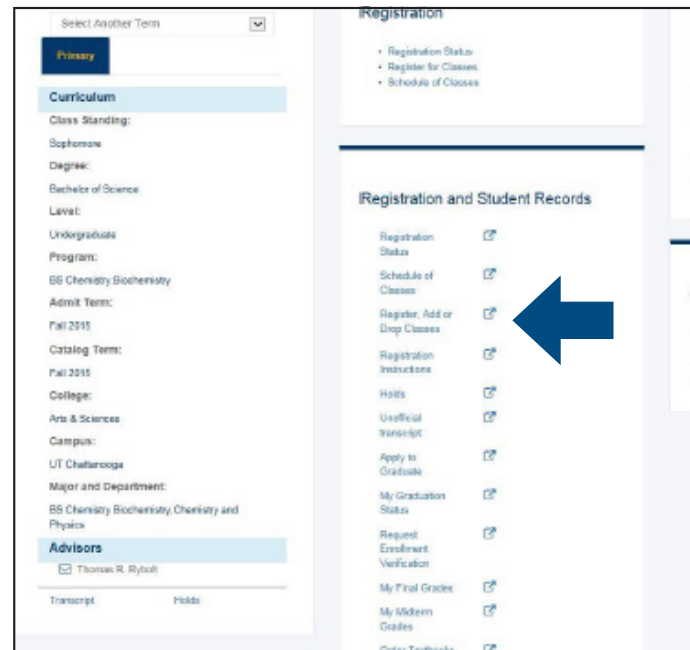 Select Another Term
Primary
Curriculum
Class Standing:
Sophomore
Degree:
Bachelor of Science
Level:
Undergraduate
Program:
BS Chemistry:Biochemistry
Admit Term:
Fall 2015
Catalog Term:
Fall 2015
College:
Arts & Sciences
Campus:
UT Chattanooga
Major and Department:
BS Chemistry Biochemistry, Chemistry and
Physics
Advisors
Thomas R. Rybolt
Transcript Holds
Registration
• Registration Status
• Register for Classes
• Schedule of Classes
Registration and Student Records
Registration
Status
Schedule of
Classes
Register, Add or
Drop Classes
Registration
Instructions
Holds
Unofficial
transcript
Apply to
Graduate
My Graduation
Status
Request
Enrollment
Verification
My Final Grades
My Midterm
Grades
Order Textbooks